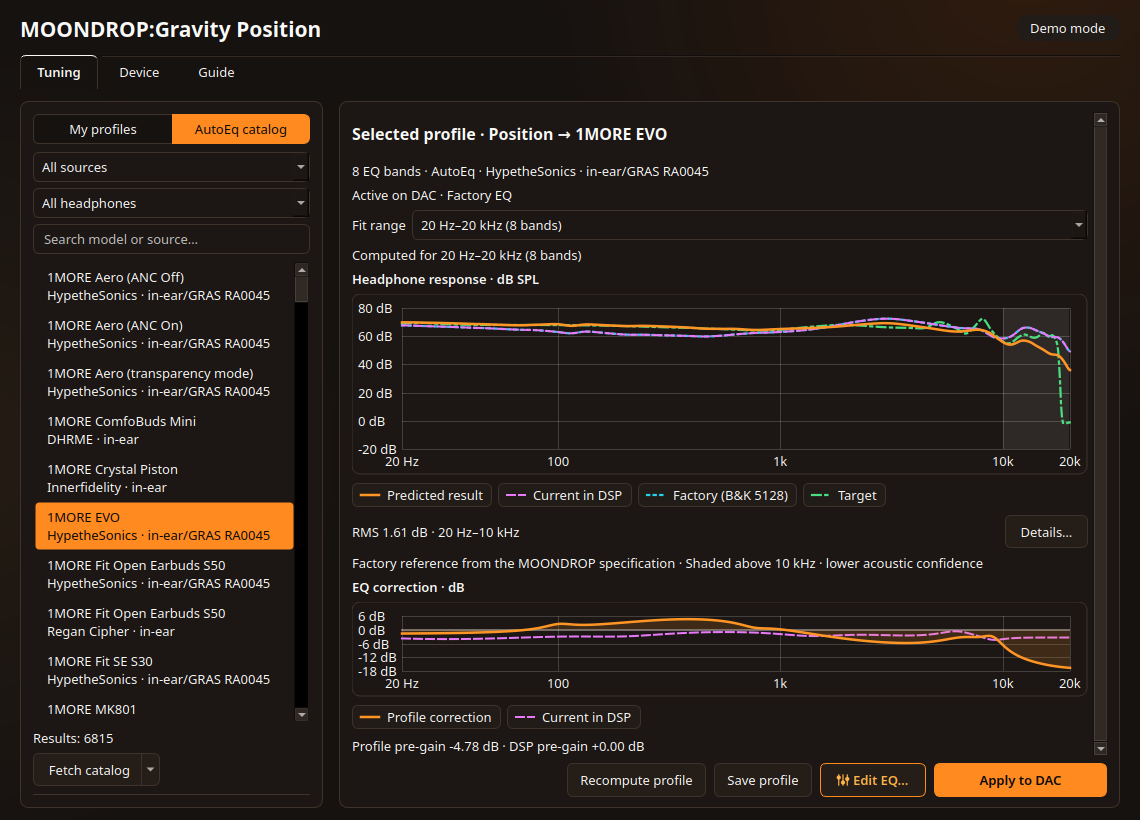 MOONDROP:Gravity Position
Demo mode
Tuning
Device
Guide
My profiles
AutoEq catalog
All sources
All headphones
Search model or source...
1MORE Aero (ANC Off)
HypetheSonics · in-ear/GRAS RA0045
1MORE Aero (ANC On)
HypetheSonics · in-ear/GRAS RA0045
1MORE Aero (transparency mode)
HypetheSonics · in-ear/GRAS RA0045
1MORE ComfoBuds Mini
DHRME · in-ear
1MORE Crystal Piston
Innerfidelity · in-ear
1MORE EVO
HypetheSonics · in-ear/GRAS RA0045
1MORE Fit Open Earbuds S50
HypetheSonics · in-ear/GRAS RA0045
1MORE Fit Open Earbuds S50
Regan Cipher · in-ear
1MORE Fit SE S30
HypetheSonics · in-ear/GRAS RA0045
1MORE MK801
Results: 6815
Fetch catalog
Selected profile · Position → 1MORE EVO
8 EQ bands · AutoEq · HypetheSonics · in-ear/GRAS RA0045
Active on DAC · Factory EQ
Fit range
20 Hz–20 kHz (8 bands)
Computed for 20 Hz–20 kHz (8 bands)
Headphone response · dB SPL
80 dB
60 dB
40 dB
20 dB
0 dB
-20 dB
20 Hz
100
1k
10k
20k
Predicted result
Current in DSP
Factory (B&K 5128)
Target
RMS 1.61 dB · 20 Hz–10 kHz
Details...
Factory reference from the MOONDROP specification · Shaded above 10 kHz · lower acoustic confidence
EQ correction · dB
6 dB
0 dB
-6 dB
-12 dB
-18 dB
20 Hz
100
1k
10k
20k
Profile correction
Current in DSP
Profile pre-gain -4.78 dB · DSP pre-gain +0.00 dB
Recompute profile
Save profile
Edit EQ...
Apply to DAC